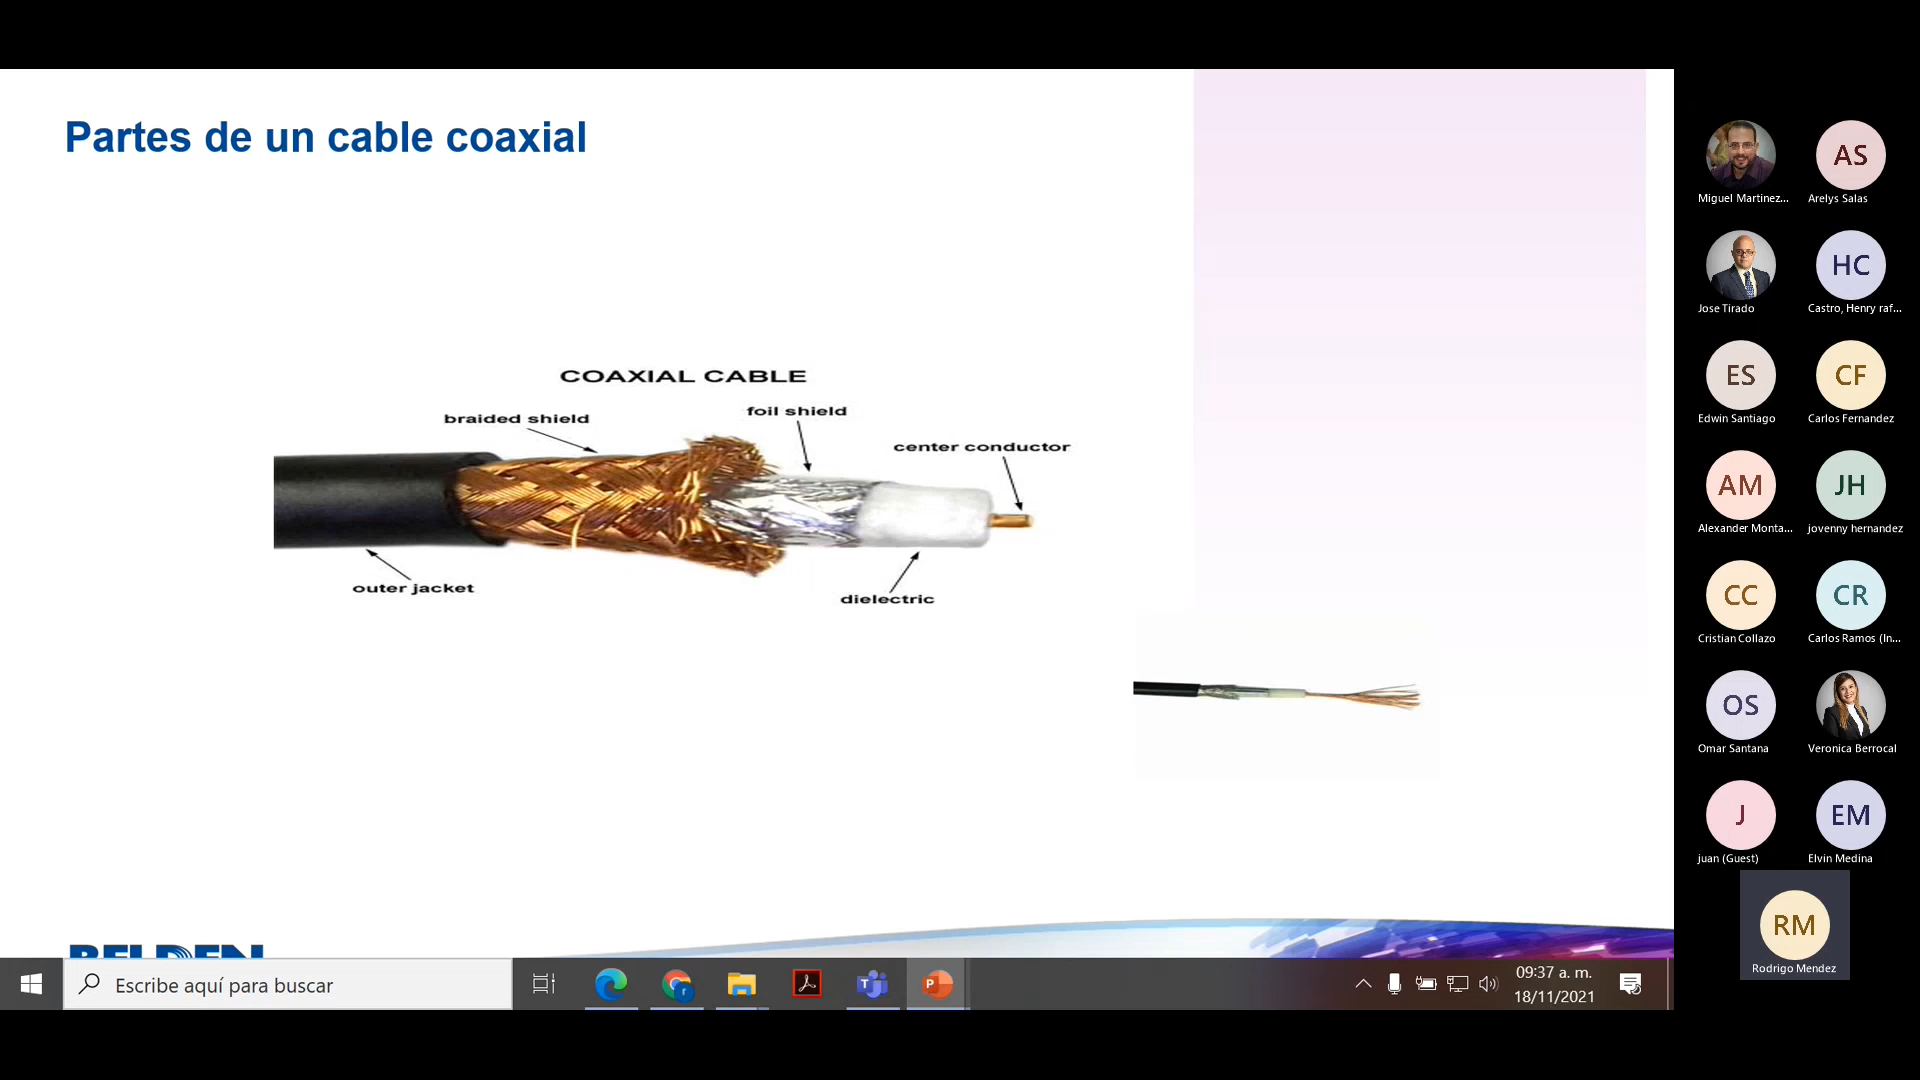 Partes de un cable coaxial
COAXIAL CABLE
braided shield
foil shield
center conductor
outer jacket
dielectric
BELDEN
Escribe aquí para buscar
09:37 a. m.
18/11/2021
Miguel Martinez...
AS
Arelys Salas
Jose Tirado
HC
Castro, Henry raf...
ES
Edwin Santiago
CF
Carlos Fernandez
AM
Alexander Monta...
JH
jovenny hernandez
CC
Cristian Collazo
CR
Carlos Ramos (In...
OS
Omar Santana
Veronica Berrocal
J
juan (Guest)
EM
Elvin Medina
RM
Rodrigo Mendez